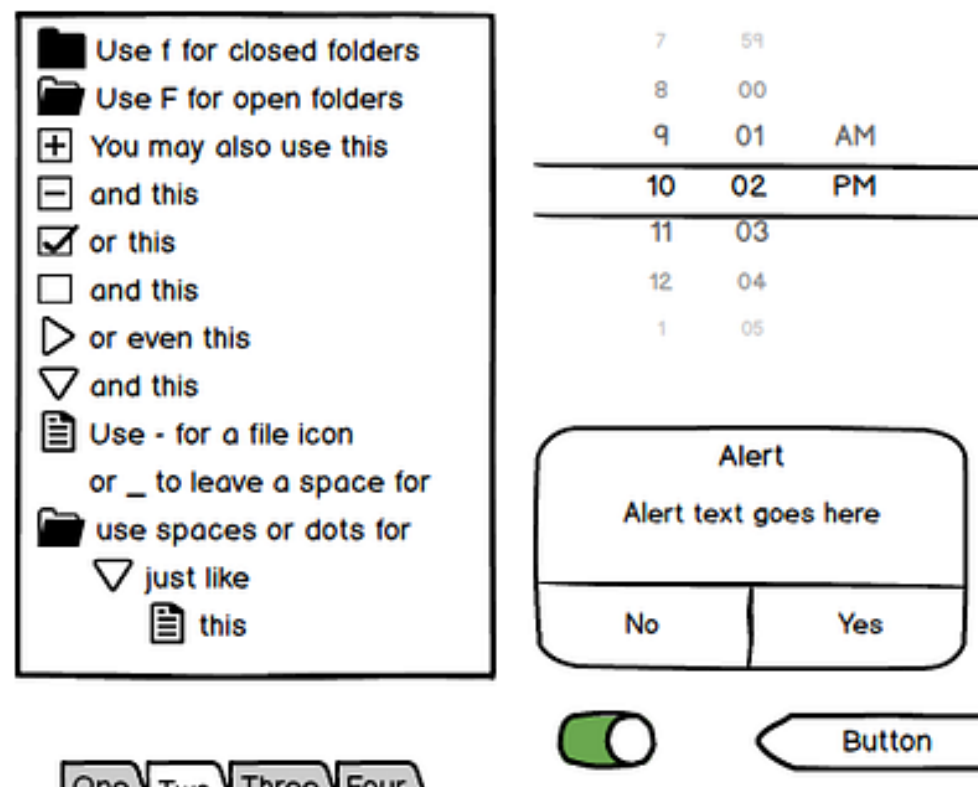 Use f for closed folders
Use F for open folders
You may also use this
and this
or this
and this
or even this
and this
Use - for a file icon
or _ to leave a space for
use spaces or dots for
just like
this
7 59
8 00
9 01 AM
10 02 PM
11 03
12 04
1 05
Alert
Alert text goes here
No Yes
Button
One Two Three Four